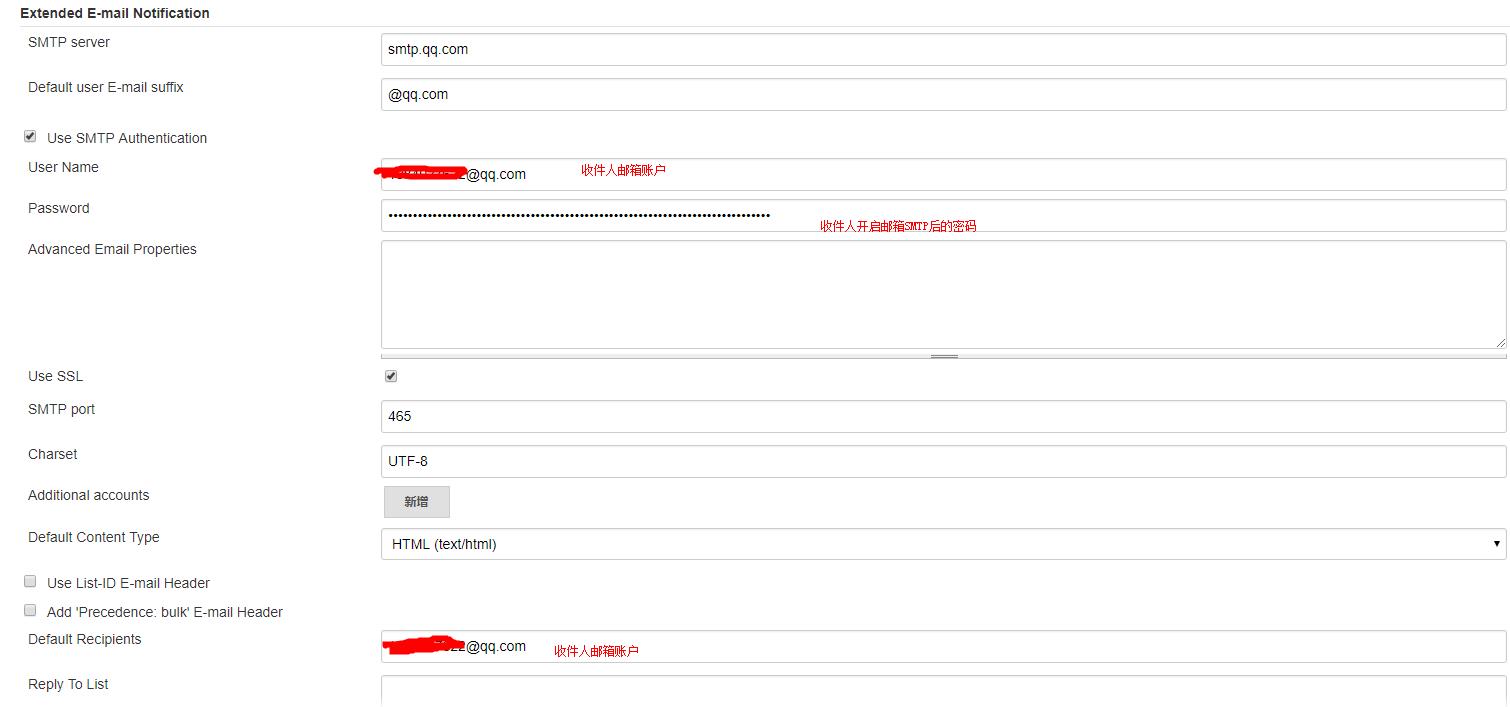 Extended E-mail Notification
SMTP server
smtp.qq.com
Default user E-mail suffix
@qq.com
Use SMTP Authentication
User Name
@qq.com
收件人邮箱账户
Password
收件人开启邮箱SMTP后的密码
Advanced Email Properties
Use SSL
SMTP port
465
Charset
UTF-8
Additional accounts
新增
Default Content Type
HTML (text/html)
Use List-ID E-mail Header
Add 'Precedence: bulk' E-mail Header
Default Recipients
@qq.com
收件人邮箱账户
Reply To List